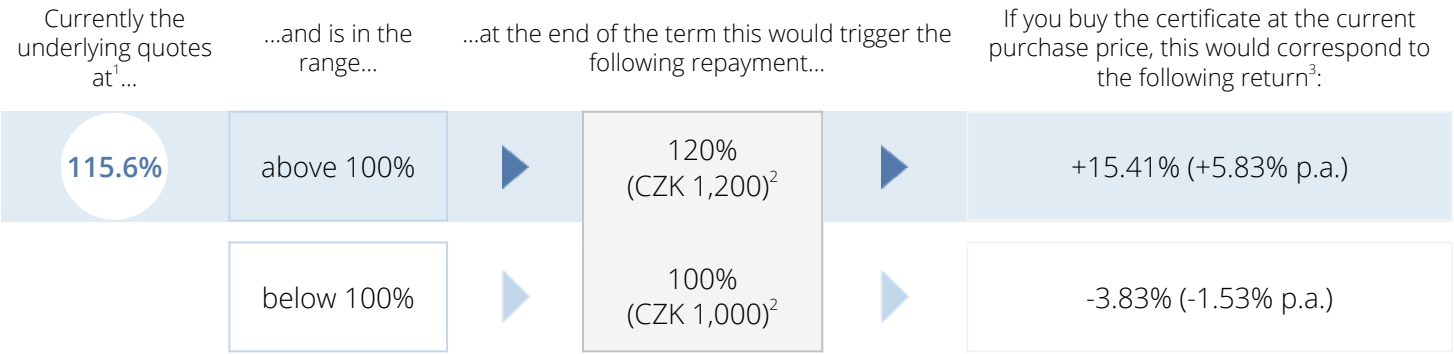 Currently the
underlying quotes
at¹...
...and is in the
range...
...at the end of the term this would trigger the
following repayment...
If you buy the certificate at the current
purchase price, this would correspond to
the following return³:
115.6%
above 100%
120%
(CZK 1,200)²
+15.41% (+5.83% p.a.)
below 100%
100%
(CZK 1,000)²
-3.83% (-1.53% p.a.)